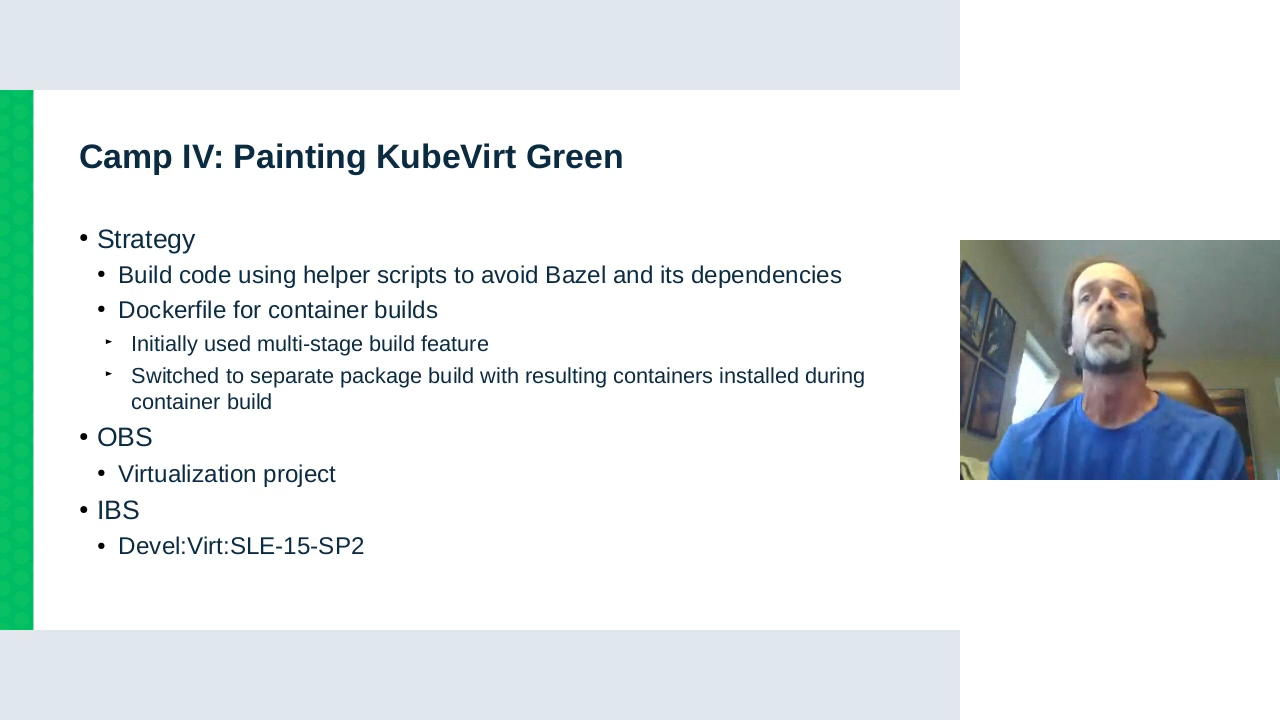 Camp IV: Painting KubeVirt Green
• Strategy
• Build code using helper scripts to avoid Bazel and its dependencies
• Dockerfile for container builds
► Initially used multi-stage build feature
► Switched to separate package build with resulting containers installed during
container build
• OBS
• Virtualization project
• IBS
• Devel:Virt:SLE-15-SP2